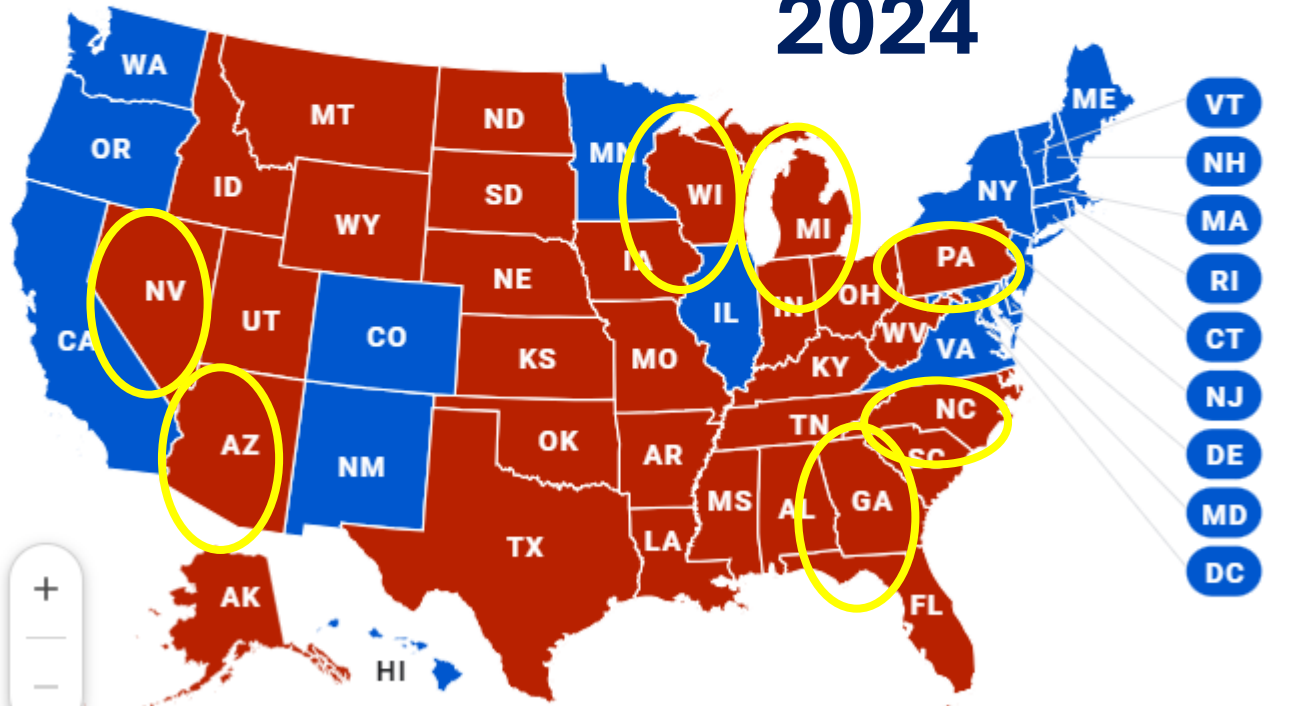 2024
WA
MT
ND
MN
ME
VT
OR
ID
SD
WI
NY
NH
WY
MI
MA
NV
NE
IA
PA
RI
UT
CO
IL
IN
OH
CA
KS
MO
WV
VA
CT
KY
NJ
AZ
OK
AR
TN
NC
NM
SC
DE
MS
AL
GA
MD
TX
LA
DC
AK
FL
HI
+
−